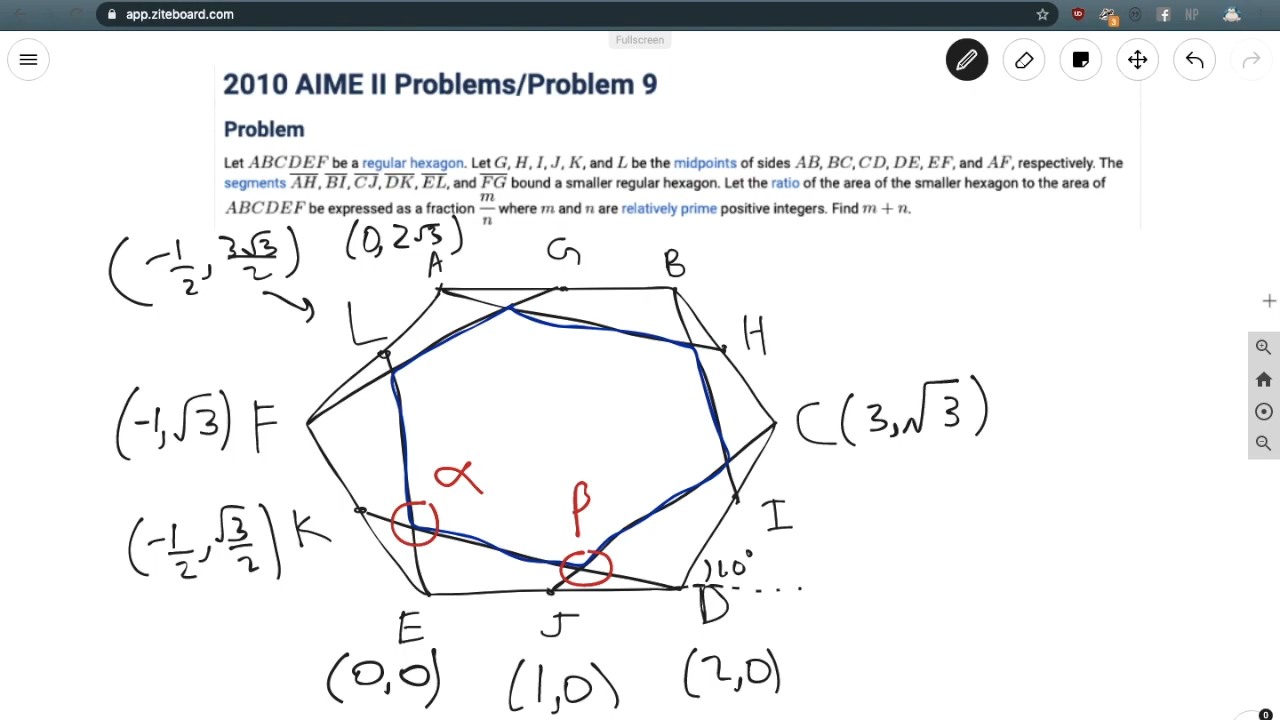 app.ziteboard.com
3
NP
Fullscreen
2010 AIME II Problems/Problem 9
Problem
Let ABCDEF be a regular hexagon. Let G, H, I, J, K, and L be the midpoints of sides AB, BC, CD, DE, EF, and AF, respectively. The
segments AH, BI, CJ, DK, EL, and FG bound a smaller regular hexagon. Let the ratio of the area of the smaller hexagon to the area of
ABCDEF be expressed as a fraction m/n where m and n are relatively prime positive integers. Find m + n.
(-1/2, 3√3/2)
(0, 2√3)
A
G
B
L
H
(-1, √3) F
C (3, √3)
α
β
(-1/2, √3/2) K
I
60°
E
J
D
(0,0)
(1,0)
(2,0)
0